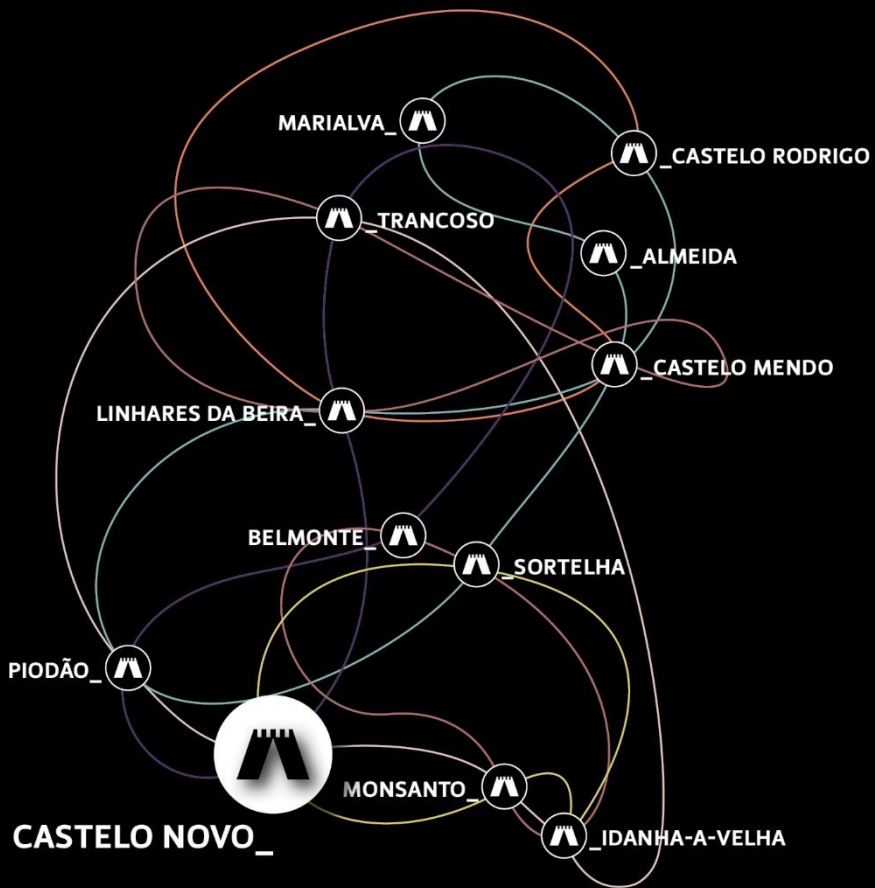 MARIALVA_
_CASTELO RODRIGO
_TRANCOSO
_ALMEIDA
_CASTELO MENDO
LINHARES DA BEIRA_
BELMONTE_
_SORTELHA
PIODÃO_
MONSANTO_
CASTELO NOVO_
_IDANHA-A-VELHA